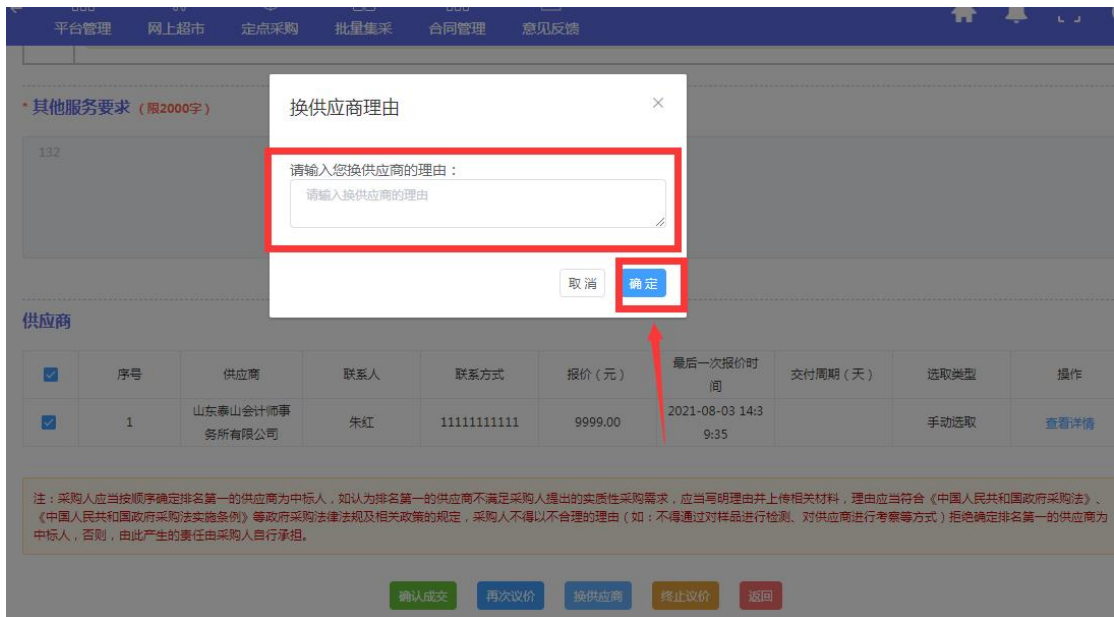 平台管理 网上超市 定点采购 批量集采 合同管理 意见反馈
* 其他服务要求（限2000字）
132
换供应商理由
请输入您换供应商的理由：
请输入换供应商的理由
取消 确定
供应商
序号 供应商 联系人 联系方式 报价（元） 最后一次报价时间 交付周期（天） 选取类型 操作
1 山东泰山会计师事务所有限公司 朱红 11111111111 9999.00 2021-08-03 14:39:35 手动选取 查看详情
注：采购人应当按顺序确定排名第一的供应商为中标人，如认为排名第一的供应商不满足采购人提出的实质性采购需求，应当写明理由并上传相关材料，理由应当符合《中国人民共和国政府采购法》、
《中国人民共和国政府采购法实施条例》等政府采购法律法规及相关政策的规定，采购人不得以不合理的理由（如：不得通过对样品进行检测、对供应商进行考察等方式）拒绝确定排名第一的供应商为
中标人，否则，由此产生的责任由采购人自行承担。
确认成交 再次议价 换供应商 终止议价 返回